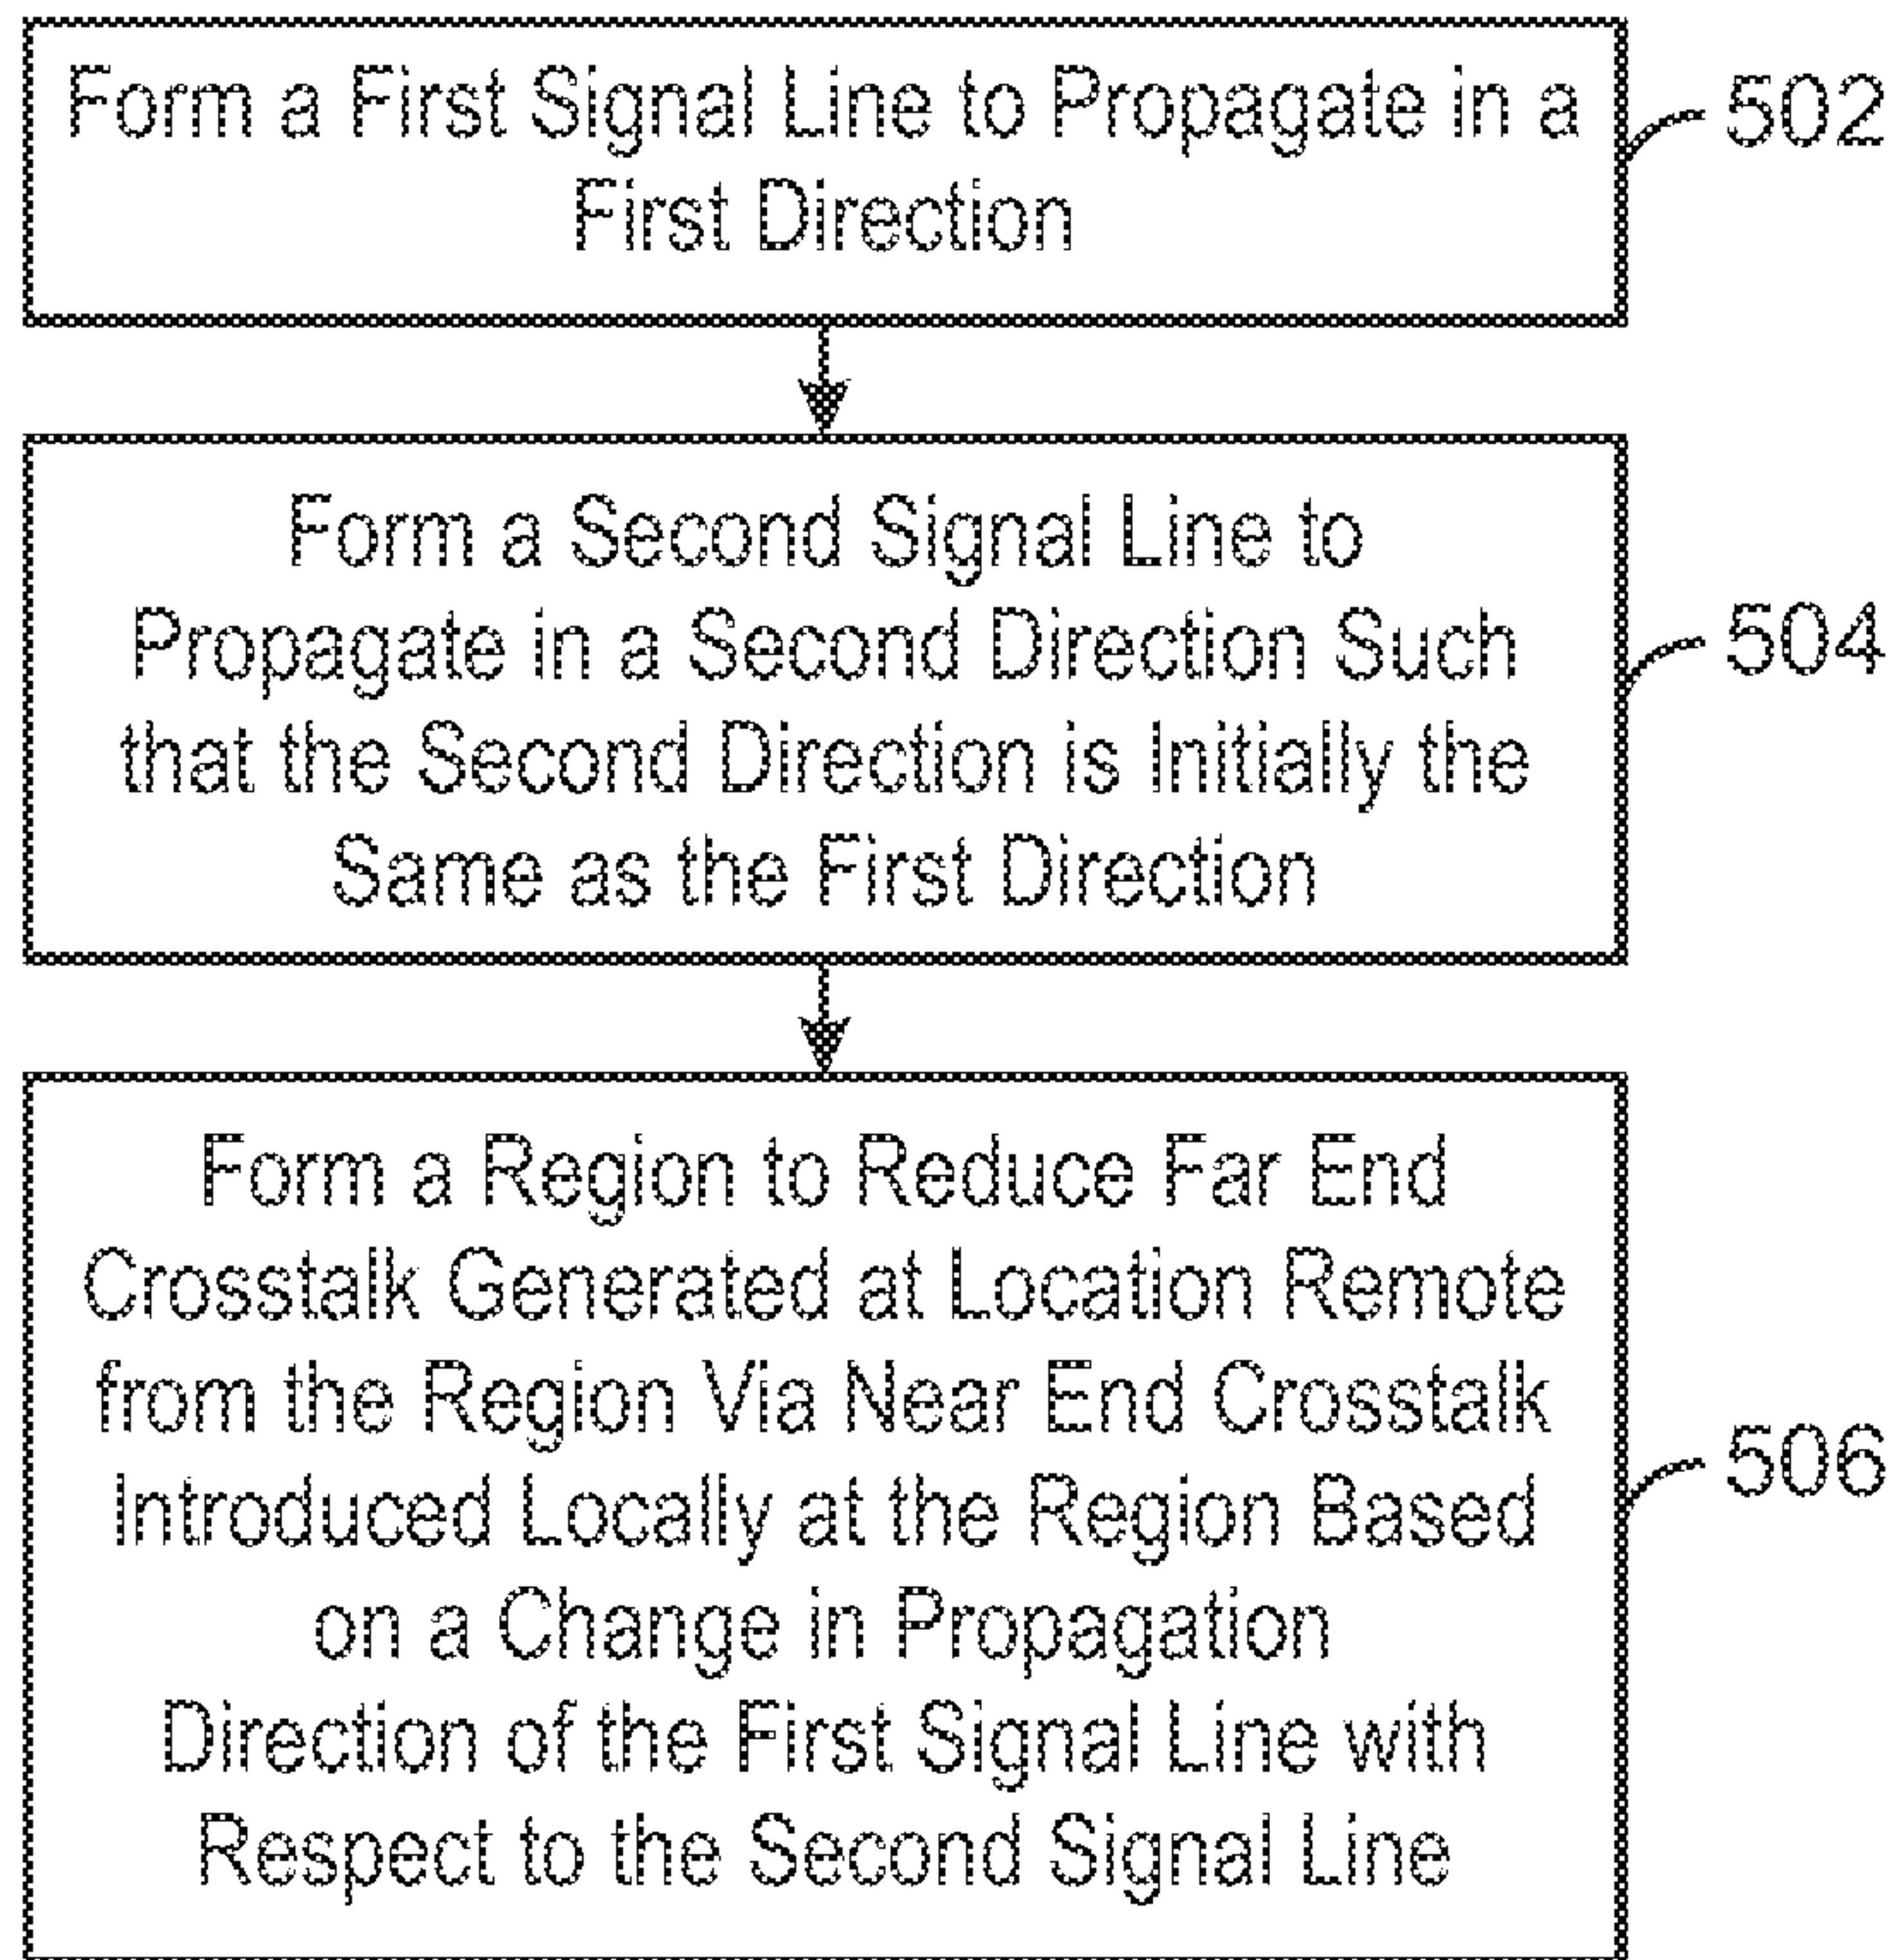 Form a First Signal Line to Propagate in a
First Direction
502
Form a Second Signal Line to
Propagate in a Second Direction Such
that the Second Direction is Initially the
Same as the First Direction
504
Form a Region to Reduce Far End
Crosstalk Generated at Location Remote
from the Region Via Near End Crosstalk
Introduced Locally at the Region Based
on a Change in Propagation
Direction of the First Signal Line with
Respect to the Second Signal Line
506